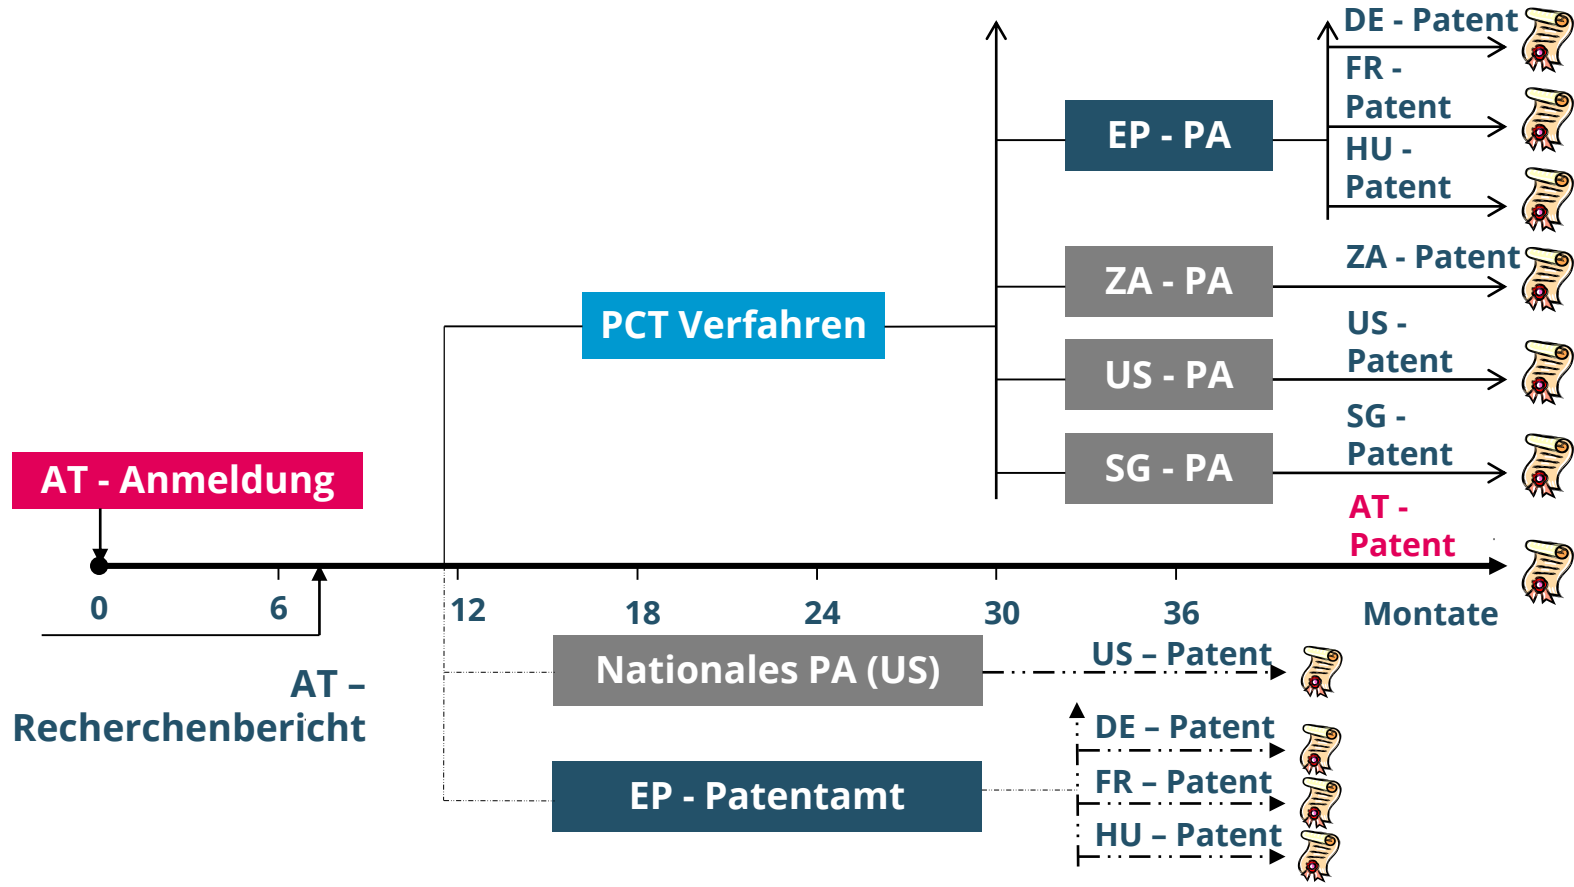 DE - Patent
FR -
Patent
EP - PA
HU -
Patent
ZA - Patent
ZA - PA
US -
Patent
PCT Verfahren
US - PA
SG -
Patent
SG - PA
AT - Anmeldung
AT -
Patent
0 6 12 18 24 30 36 Montate
AT –
Recherchenbericht
Nationales PA (US)
US – Patent
EP - Patentamt
DE – Patent
FR – Patent
HU – Patent